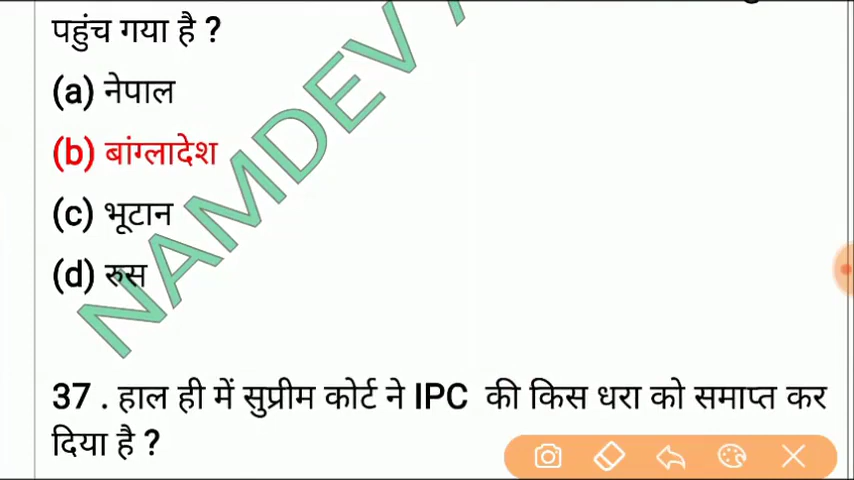 पहुंच गया है ?
(a) नेपाल
(b) बांग्लादेश
(c) भूटान
(d) रुस
NAMDEV
37 . हाल ही में सुप्रीम कोर्ट ने IPC की किस धरा को समाप्त कर
दिया है ?